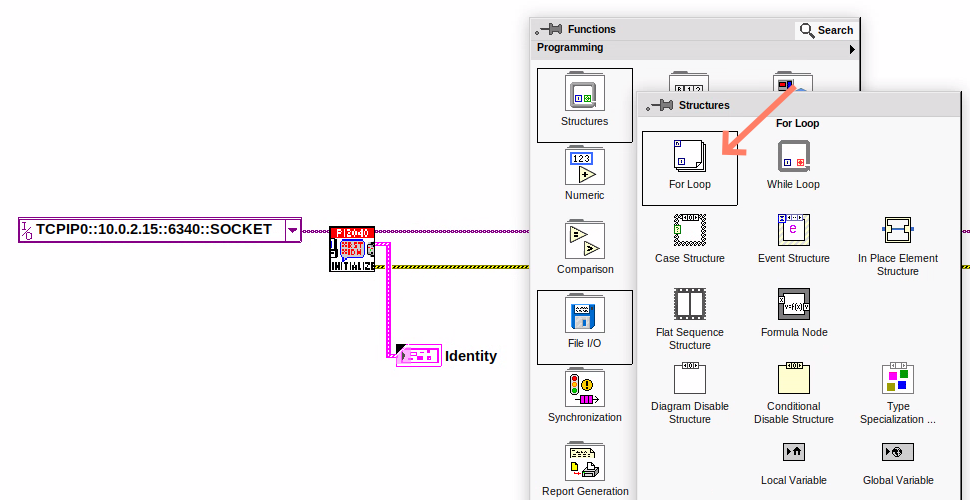 Functions
Search
Programming
Structures
For Loop
Structures
For Loop
While Loop
123
Numeric
Case Structure
Event Structure
In Place Element
Structure
TCPIP0::10.0.2.15::6340::SOCKET
INITIALIZE
Comparison
Flat Sequence
Structure
Formula Node
File I/O
Identity
Synchronization
Diagram Disable
Structure
Conditional
Disable Structure
Type
Specialization ...
Report Generation
Local Variable
Global Variable